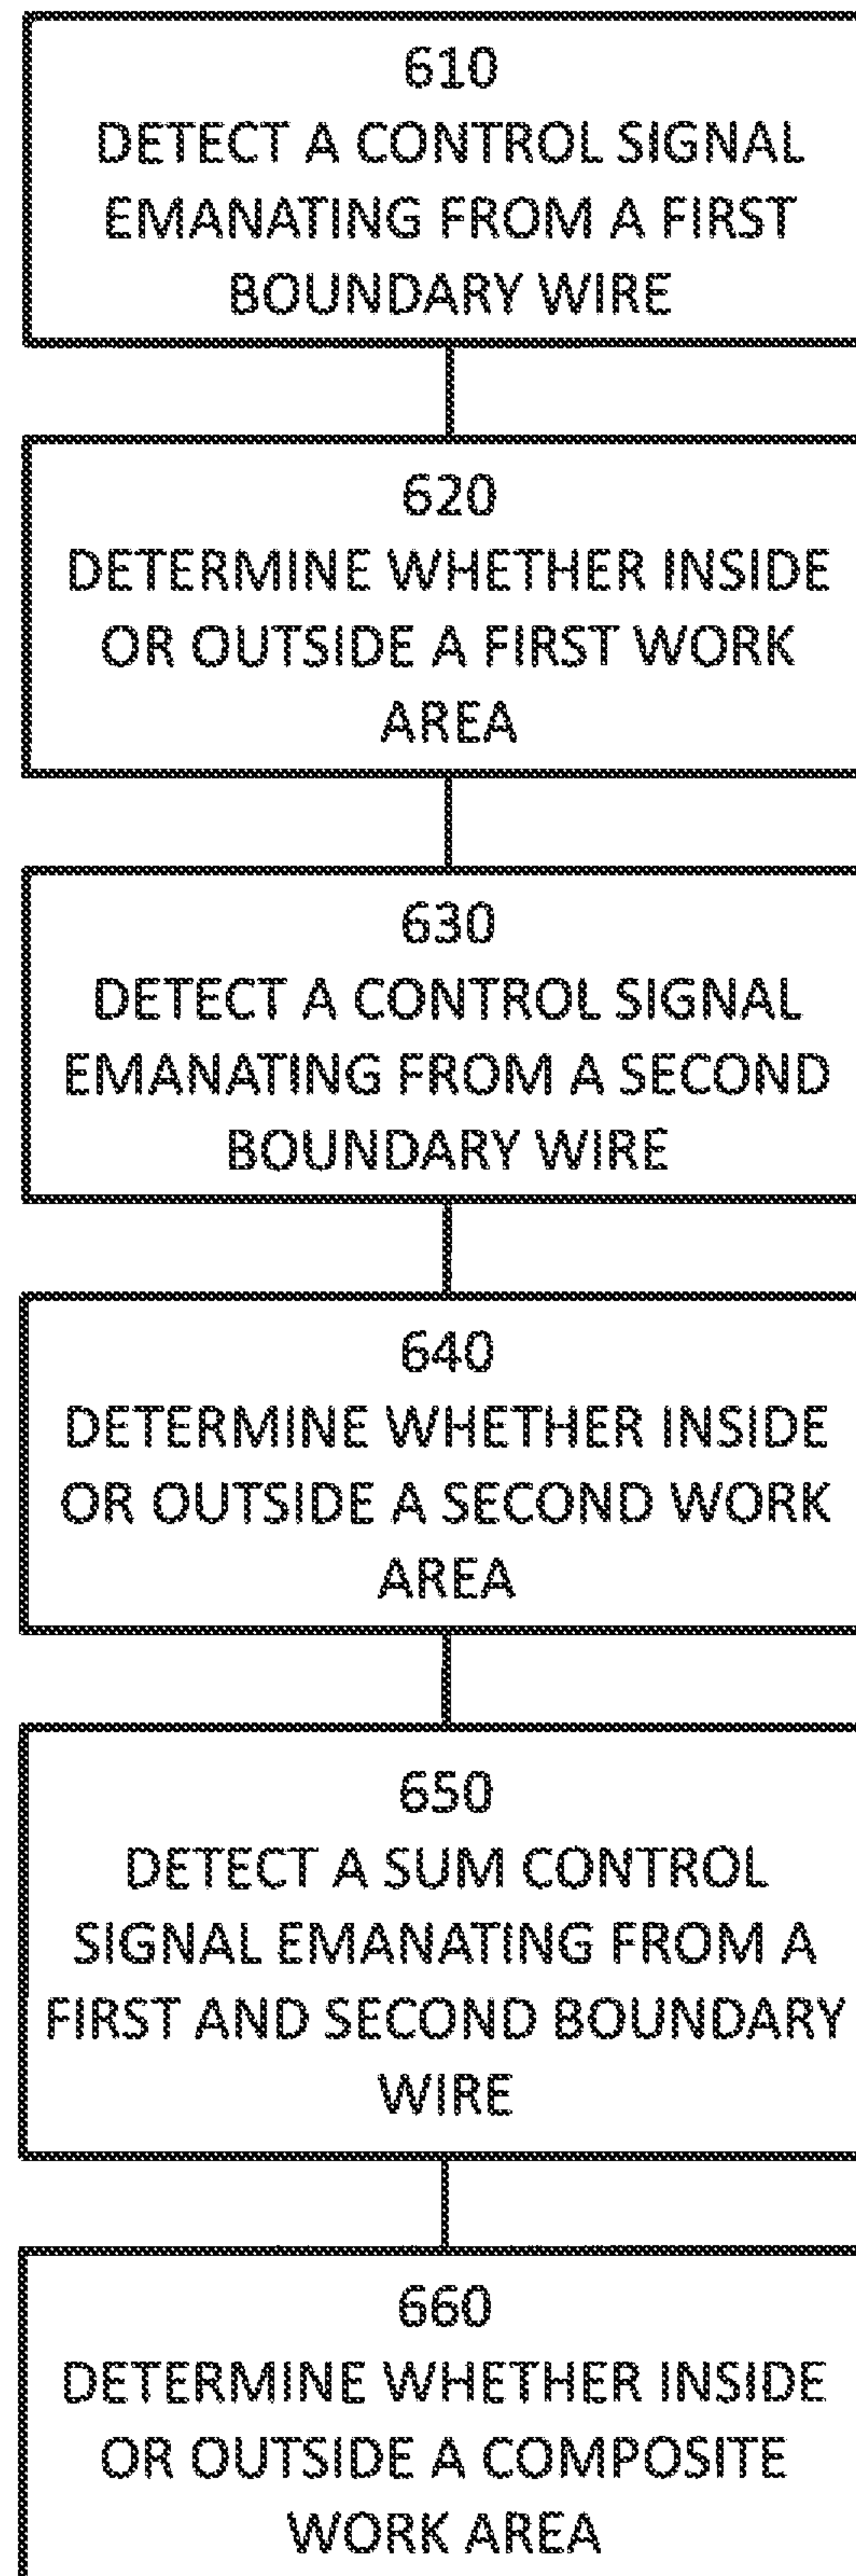 610
DETECT A CONTROL SIGNAL
EMANATING FROM A FIRST
BOUNDARY WIRE
620
DETERMINE WHETHER INSIDE
OR OUTSIDE A FIRST WORK
AREA
630
DETECT A CONTROL SIGNAL
EMANATING FROM A SECOND
BOUNDARY WIRE
640
DETERMINE WHETHER INSIDE
OR OUTSIDE A SECOND WORK
AREA
650
DETECT A SUM CONTROL
SIGNAL EMANATING FROM A
FIRST AND SECOND BOUNDARY
WIRE
660
DETERMINE WHETHER INSIDE
OR OUTSIDE A COMPOSITE
WORK AREA